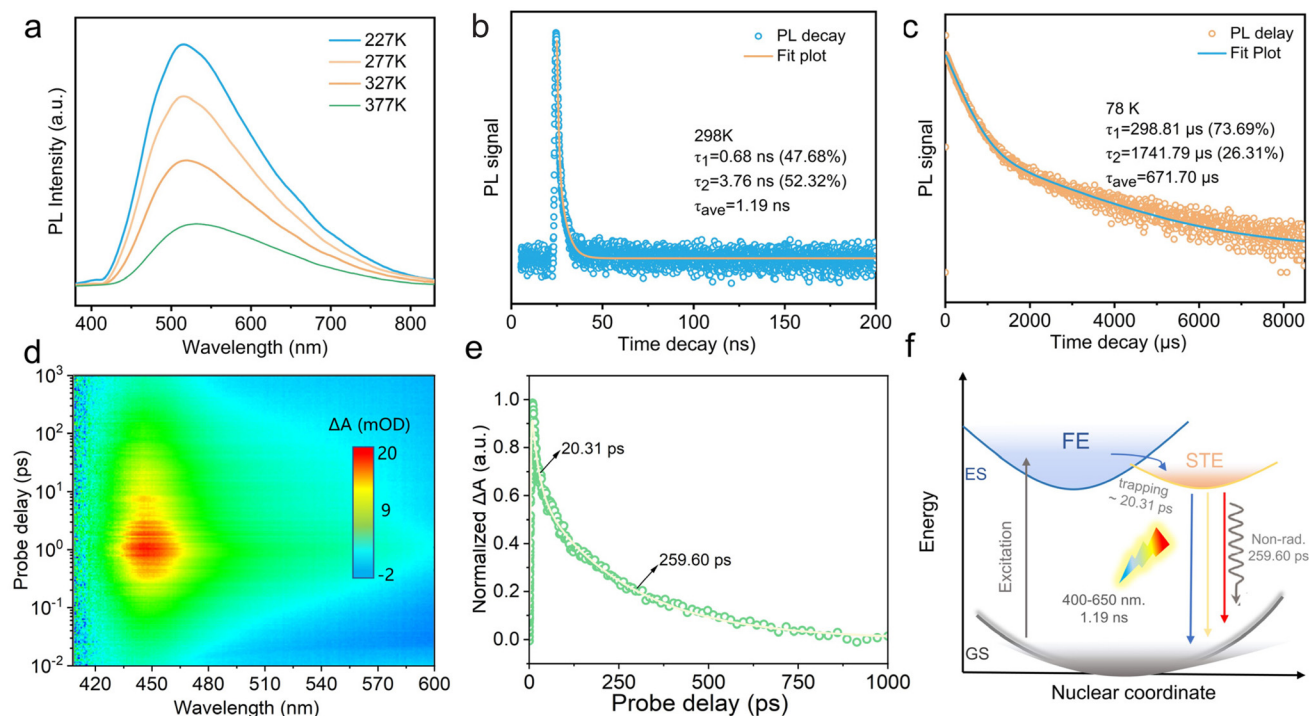 a
227K
277K
327K
377K
PL Intensity (a.u.)
400 500 600 700 800
Wavelength (nm)
b
PL decay
Fit plot
298K
τ1=0.68 ns (47.68%)
τ2=3.76 ns (52.32%)
τave=1.19 ns
PL signal
0 50 100 150 200
Time decay (ns)
c
PL delay
Fit Plot
78 K
τ1=298.81 µs (73.69%)
τ2=1741.79 µs (26.31%)
τave=671.70 µs
PL signal
0 2000 4000 6000 8000
Time decay (µs)
d
10³
10²
10¹
10⁰
10⁻¹
10⁻²
Probe delay (ps)
ΔA (mOD)
20
9
-2
420 450 480 510 540 570 600
Wavelength (nm)
e
1.0
0.8
0.6
0.4
0.2
0.0
Normalized ΔA (a.u.)
20.31 ps
259.60 ps
0 250 500 750 1000
Probe delay (ps)
f
Energy
FE
ES
STE
trapping
~ 20.31 ps
Excitation
Non-rad.
259.60 ps
400-650 nm.
1.19 ns
GS
Nuclear coordinate